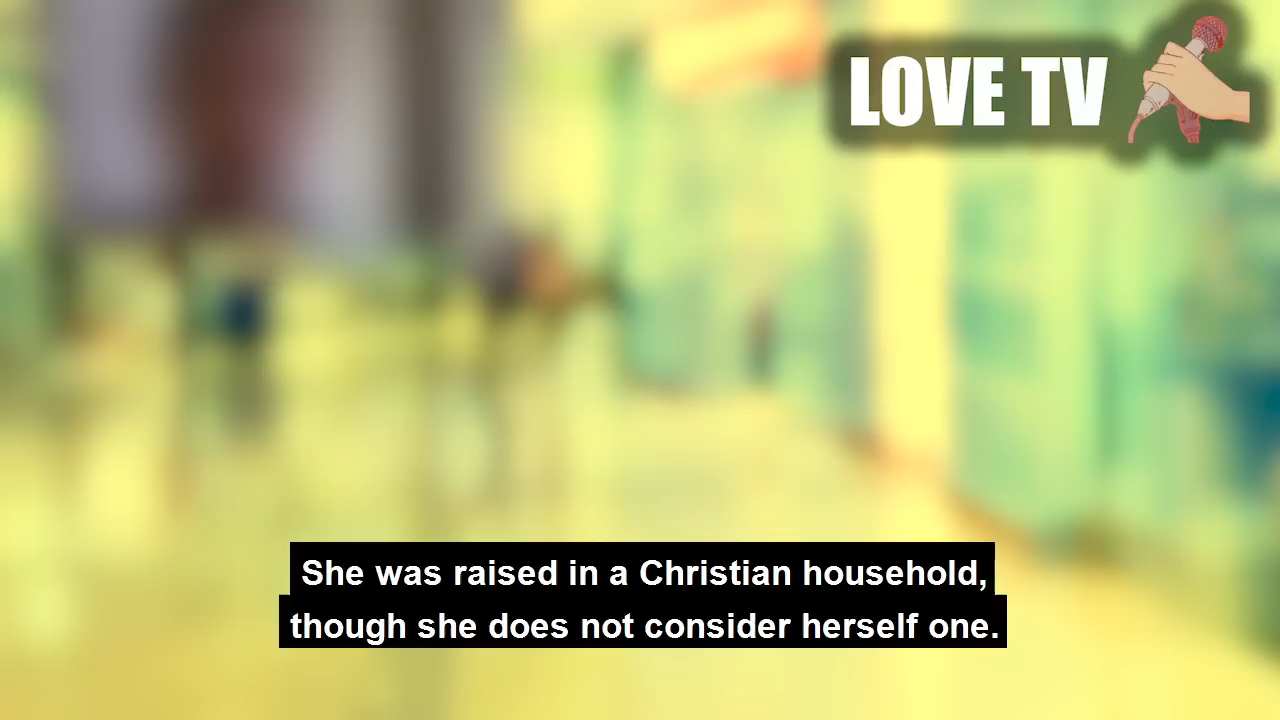 LOVE TV
She was raised in a Christian household,
though she does not consider herself one.